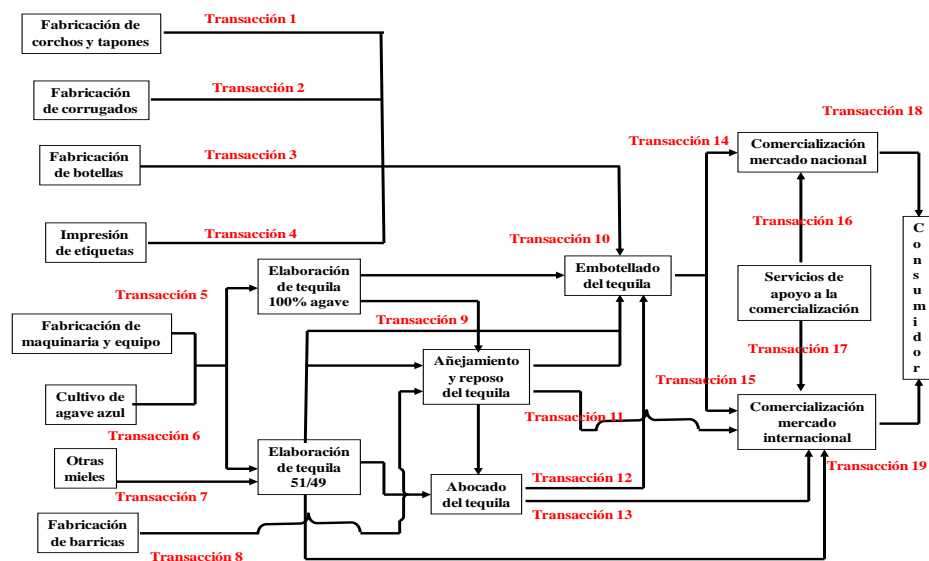 Fabricación de
corchos y tapones
Transacción 1
Fabricación
de corrugados
Transacción 2
Fabricación
de botellas
Transacción 3
Impresión
de etiquetas
Transacción 4
Transacción 18
Transacción 14
Comercialización
mercado nacional
Transacción 16
Transacción 10
Transacción 5
Elaboración
de tequila
100% agave
Embotellado
del tequila
Servicios de
apoyo a la
comercialización
C
o
n
s
u
m
i
d
o
r
Fabricación de
maquinaria y equipo
Transacción 9
Transacción 17
Añejamiento
y reposo
del tequila
Cultivo de
agave azul
Transacción 15
Transacción 11
Transacción 6
Comercialización
mercado
internacional
Otras
mieles
Transacción 7
Elaboración
de tequila
51/49
Abocado
del tequila
Transacción 12
Transacción 13
Transacción 19
Fabricación
de barricas
Transacción 8